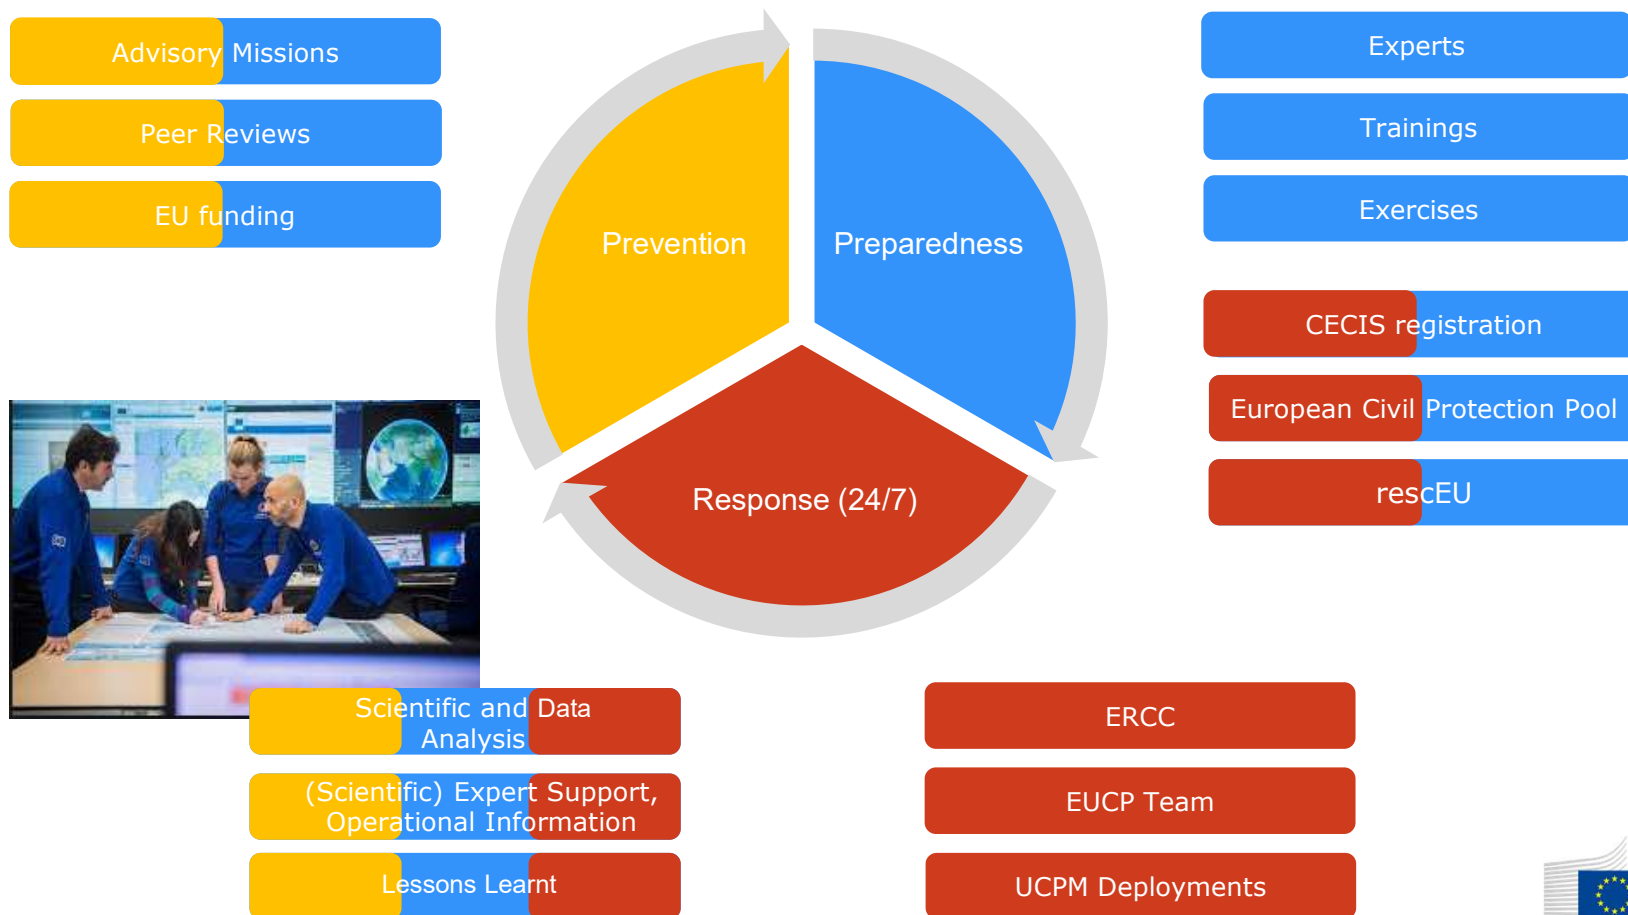 Advisory Missions
Peer Reviews
EU funding
Prevention
Preparedness
Response (24/7)
Experts
Trainings
Exercises
CECIS registration
European Civil Protection Pool
rescEU
Scientific and Data
Analysis
(Scientific) Expert Support,
Operational Information
Lessons Learnt
ERCC
EUCP Team
UCPM Deployments